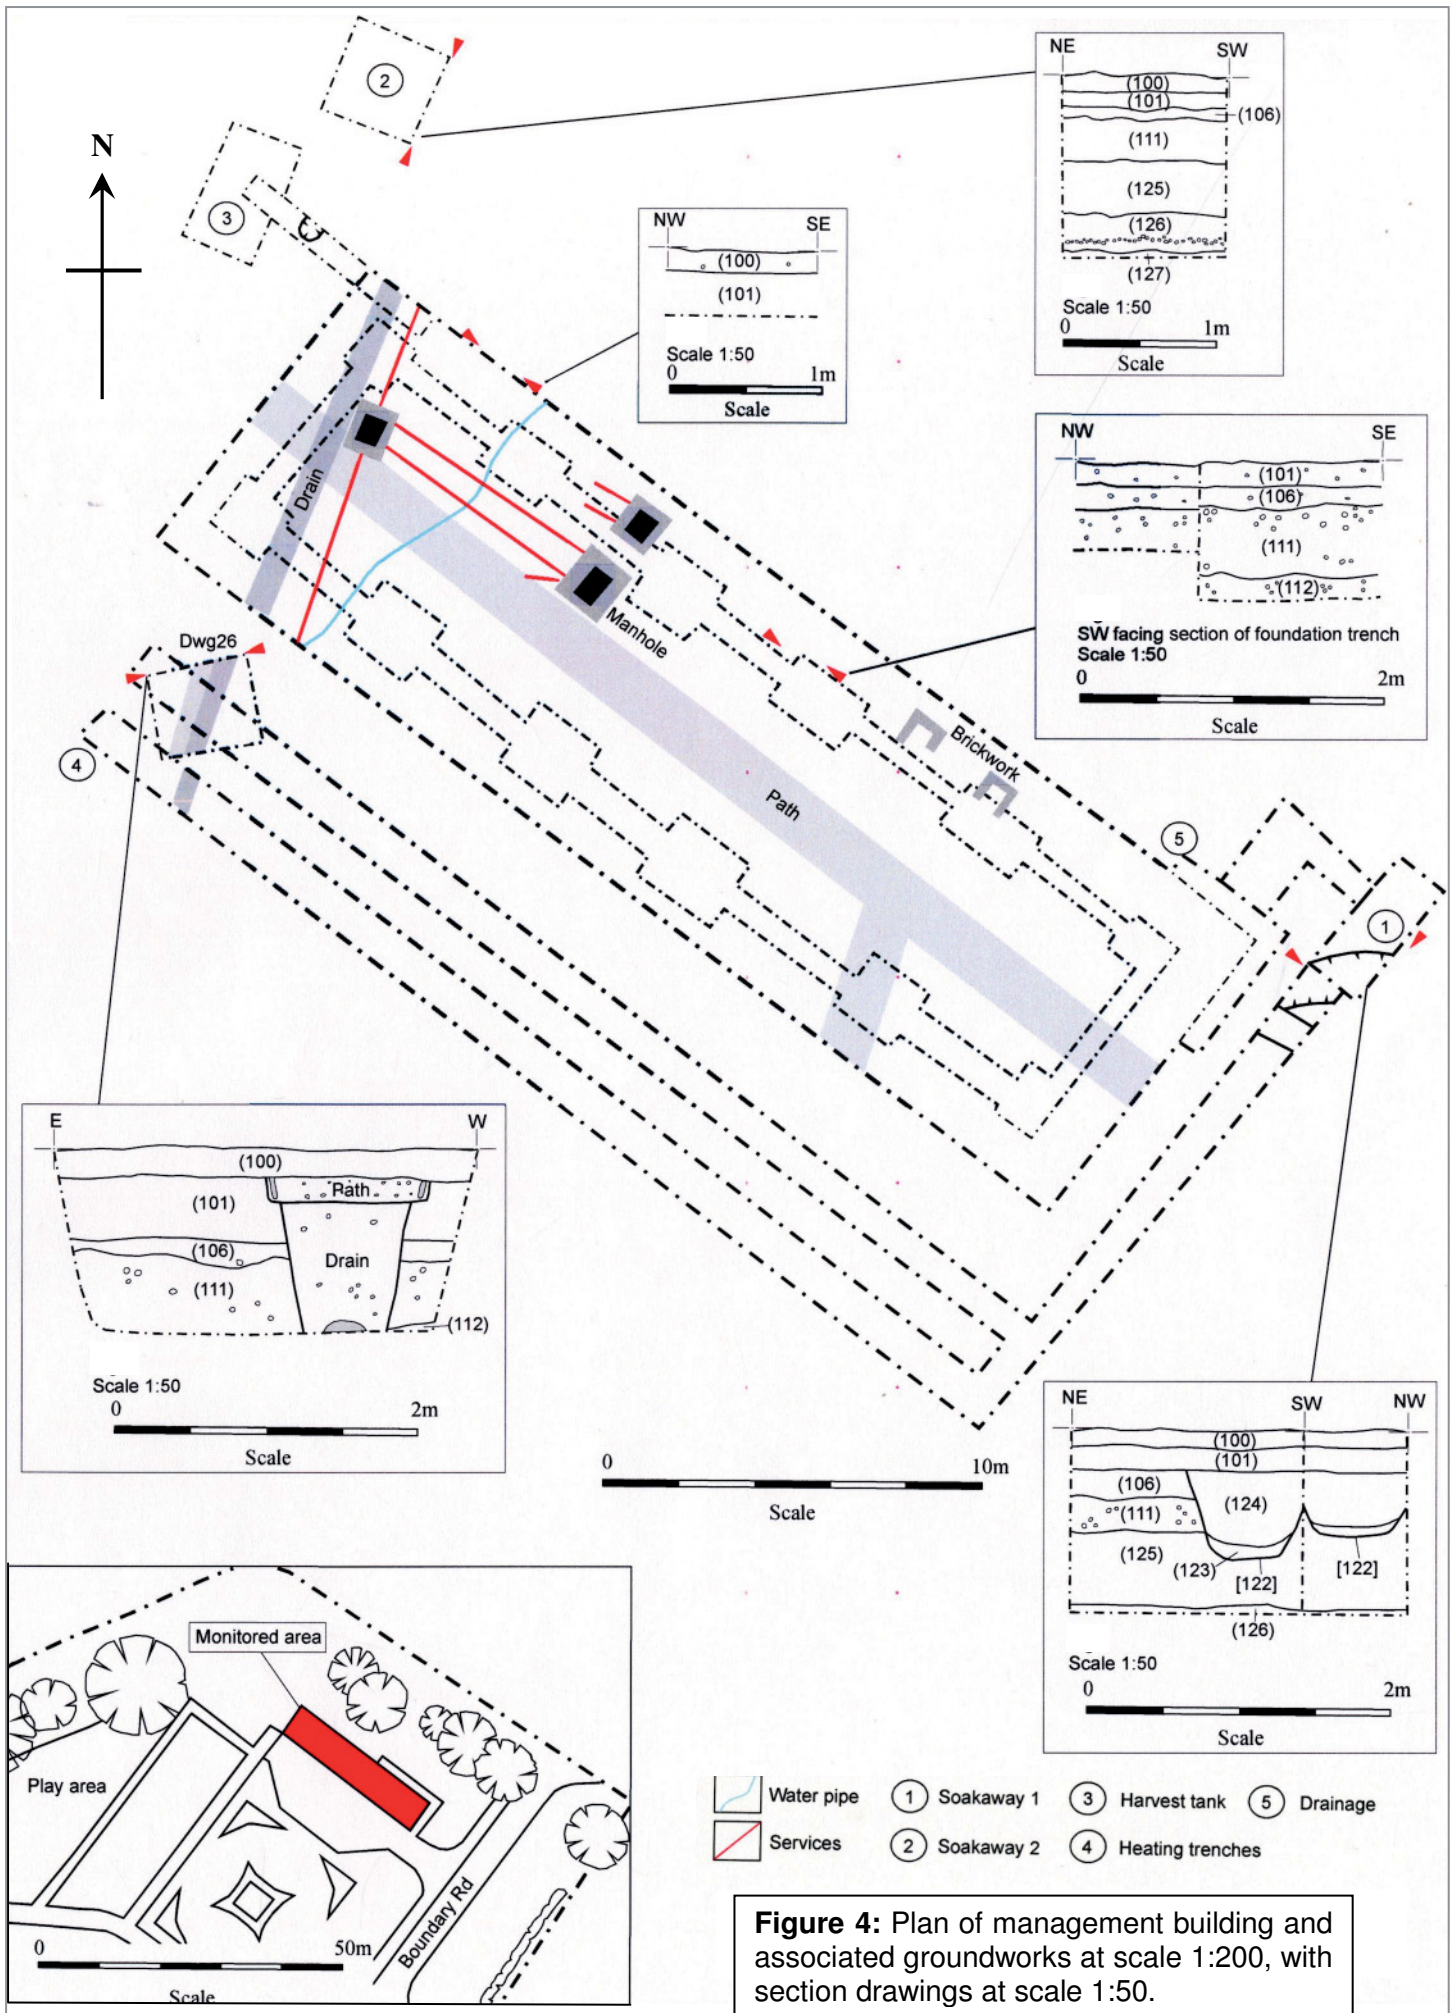 2
N
3
NE SW
(100)
(101)
(106)
(111)
(125)
(126)
(127)
Scale 1:50
0 1m
Scale
NW SE
(100)
(101)
Scale 1:50
0 1m
Scale
NW SE
(101)
(106)
(111)
(112)
SW facing section of foundation trench
Scale 1:50
0 2m
Scale
Drain
Manhole
Dwg26
4
Brickwork
Path
5
1
E W
(100)
Path
(101)
(106)
Drain
(111)
(112)
Scale 1:50
0 2m
Scale
0 10m
Scale
NE SW NW
(100)
(101)
(106)
(124)
(111)
(125)
(123)
[122]
[122]
(126)
Scale 1:50
0 2m
Scale
Monitored area
Play area
Boundary Rd
0 50m
Scale
Water pipe
1 Soakaway 1
3 Harvest tank
5 Drainage
Services
2 Soakaway 2
4 Heating trenches
Figure 4: Plan of management building and
associated groundworks at scale 1:200, with
section drawings at scale 1:50.